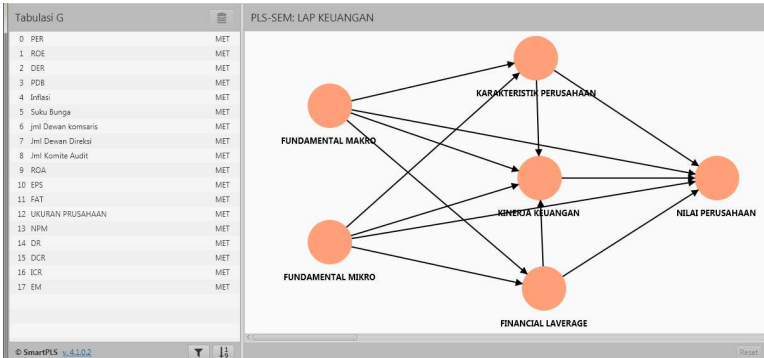 Tabulasi G
PLS-SEM: LAP KEUANGAN
0 PER MET
1 ROE MET
2 DER MET
3 PDB MET
4 Inflasi MET
5 Suku Bunga MET
6 jml Dewan komsaris MET
7 Jml Dewan Direksi MET
8 Jml Komite Audit MET
9 ROA MET
10 EPS MET
11 FAT MET
12 UKURAN PRUSAHAAN MET
13 NPM MET
14 DR MET
15 DCR MET
16 ICR MET
17 EM MET
KARAKTERISTIK PERUSAHAAN
FUNDAMENTAL MAKRO
KINERJA KEUANGAN
NILAI PERUSAHAAN
FUNDAMENTAL MIKRO
FINANCIAL LAVERAGE
© SmartPLS v. 4.1.0.2
Reset